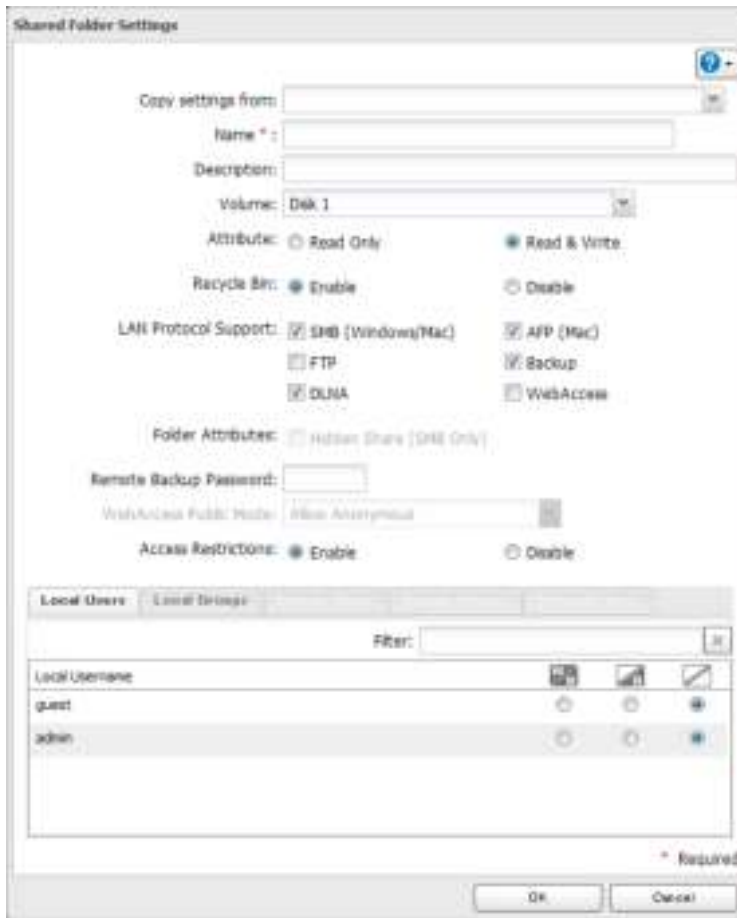 Shared Folder Settings
Copy settings from:
Name * :
Description:
Volume: Disk 1
Attribute: Read Only Read & Write
Recycle Bin: Enable Disable
LAN Protocol Support: SMB (Windows/Mac) AFP (Mac)
FTP Backup
DLNA WebAccess
Folder Attributes: Hidden Share (SMB Only)
Remote Backup Password:
WebAccess Public Mode: Allow Anonymous
Access Restrictions: Enable Disable
Local Users Local Groups
Filter:
Local Username
guest
admin
* Required
OK Cancel